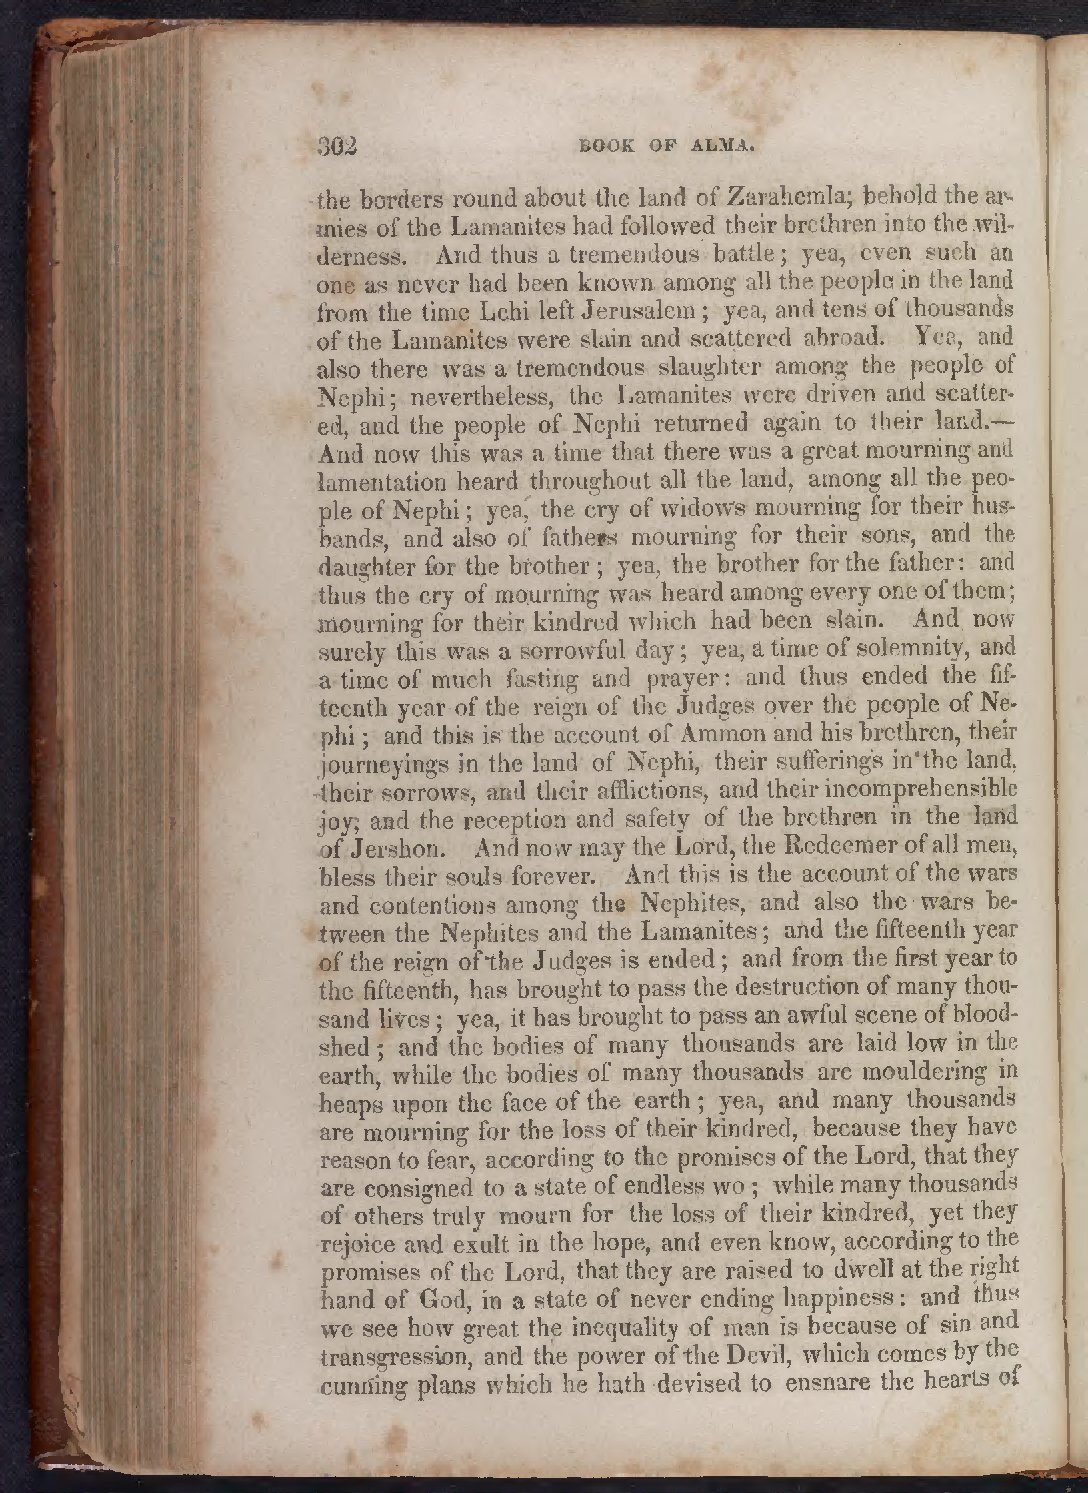 302 BOOK OF ALMA.
the borders round about the land of Zarahemla; behold the ar-
mies of the Lamanites had followed their brethren into the wil-
derness. And thus a tremendous battle; yea, even such an
one as never had been known among all the people in the land
from the time Lehi left Jerusalem; yea, and tens of thousands
of the Lamanites were slain and scattered abroad. Yea, and
also there was a tremendous slaughter among the people of
Nephi; nevertheless, the Lamanites were driven and scatter-
ed, and the people of Nephi returned again to their land.—
And now this was a time that there was a great mourning and
lamentation heard throughout all the land, among all the peo-
ple of Nephi; yea, the cry of widows mourning for their hus-
bands, and also of fathers mourning for their sons, and the
daughter for the brother; yea, the brother for the father: and
thus the cry of mourning was heard among every one of them;
mourning for their kindred which had been slain. And now
surely this was a sorrowful day; yea, a time of solemnity, and
a time of much fasting and prayer: and thus ended the fif-
teenth year of the reign of the Judges over the people of Ne-
phi; and this is the account of Ammon and his brethren, their
journeyings in the land of Nephi, their sufferings in the land,
their sorrows, and their afflictions, and their incomprehensible
joy, and the reception and safety of the brethren in the land
of Jershon. And now may the Lord, the Redeemer of all men,
bless their souls forever. And this is the account of the wars
and contentions among the Nephites, and also the wars be-
tween the Nephites and the Lamanites; and the fifteenth year
of the reign of the Judges is ended; and from the first year to
the fifteenth, has brought to pass the destruction of many thou-
sand lives; yea, it has brought to pass an awful scene of blood-
shed; and the bodies of many thousands are laid low in the
earth, while the bodies of many thousands are mouldering in
heaps upon the face of the earth; yea, and many thousands
are mourning for the loss of their kindred, because they have
reason to fear, according to the promises of the Lord, that they
are consigned to a state of endless wo; while many thousands
of others truly mourn for the loss of their kindred, yet they
rejoice and exult in the hope, and even know, according to the
promises of the Lord, that they are raised to dwell at the right
hand of God, in a state of never ending happiness: and thus
we see how great the inequality of man is because of sin and
transgression, and the power of the Devil, which comes by the
cunning plans which he hath devised to ensnare the hearts of